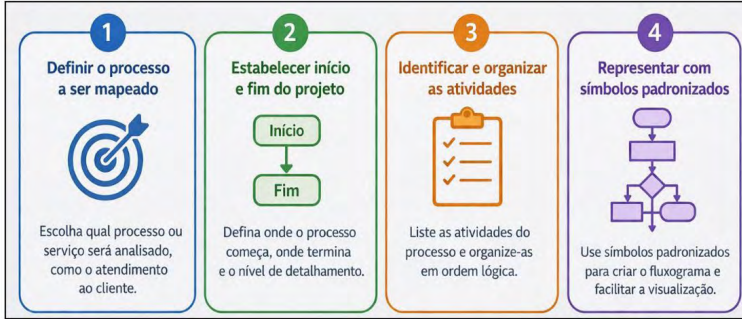 1
Definir o processo
a ser mapeado
Escolha qual processo ou
serviço será analisado,
como o atendimento
ao cliente.
2
Estabelecer início
e fim do projeto
Início
Fim
Defina onde o processo
começa, onde termina
e o nível de detalhamento.
3
Identificar e organizar
as atividades
Liste as atividades do
processo e organize-as
em ordem lógica.
4
Representar com
símbolos padronizados
Use símbolos padronizados
para criar o fluxograma e
facilitar a visualização.